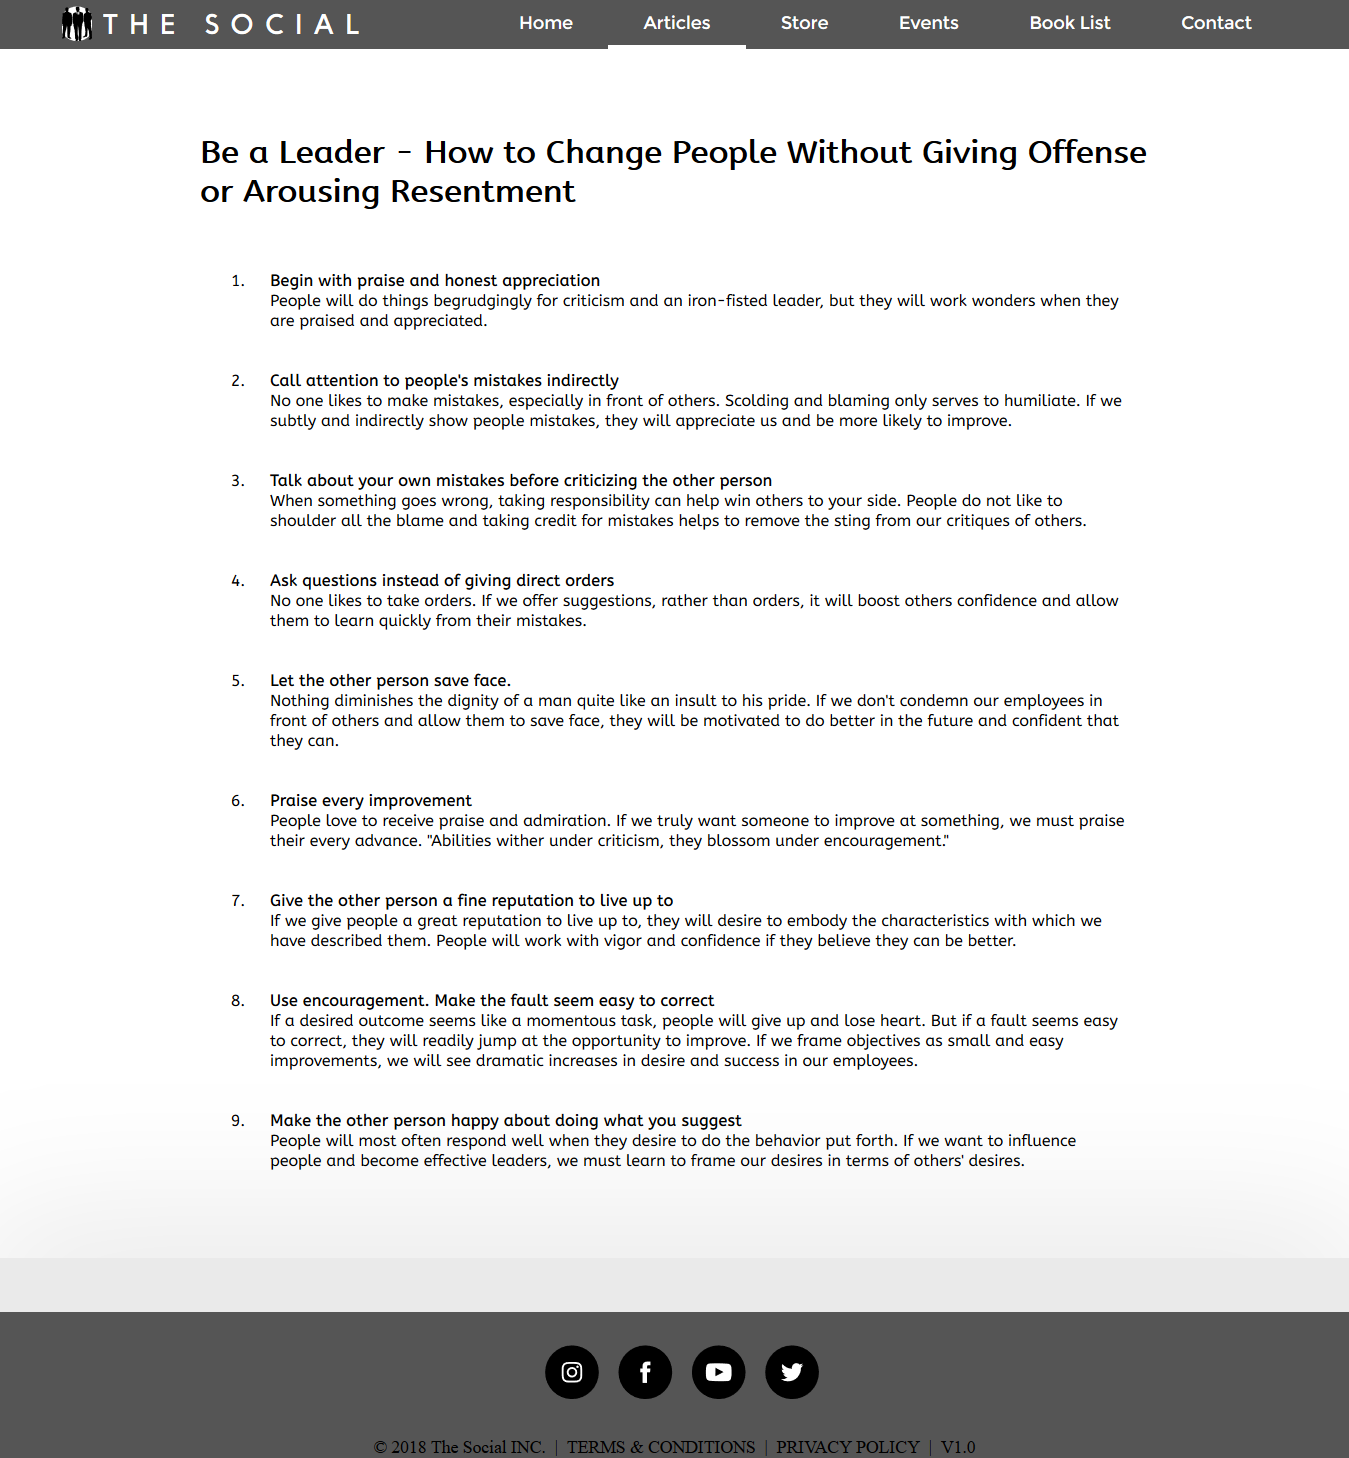 THE SOCIAL Home Articles Store Events Book List Contact
Be a Leader - How to Change People Without Giving Offense
or Arousing Resentment
1. Begin with praise and honest appreciation
People will do things begrudgingly for criticism and an iron-fisted leader, but they will work wonders when they
are praised and appreciated.
2. Call attention to people's mistakes indirectly
No one likes to make mistakes, especially in front of others. Scolding and blaming only serves to humiliate. If we
subtly and indirectly show people mistakes, they will appreciate us and be more likely to improve.
3. Talk about your own mistakes before criticizing the other person
When something goes wrong, taking responsibility can help win others to your side. People do not like to
shoulder all the blame and taking credit for mistakes helps to remove the sting from our critiques of others.
4. Ask questions instead of giving direct orders
No one likes to take orders. If we offer suggestions, rather than orders, it will boost others confidence and allow
them to learn quickly from their mistakes.
5. Let the other person save face.
Nothing diminishes the dignity of a man quite like an insult to his pride. If we don't condemn our employees in
front of others and allow them to save face, they will be motivated to do better in the future and confident that
they can.
6. Praise every improvement
People love to receive praise and admiration. If we truly want someone to improve at something, we must praise
their every advance. "Abilities wither under criticism, they blossom under encouragement."
7. Give the other person a fine reputation to live up to
If we give people a great reputation to live up to, they will desire to embody the characteristics with which we
have described them. People will work with vigor and confidence if they believe they can be better.
8. Use encouragement. Make the fault seem easy to correct
If a desired outcome seems like a momentous task, people will give up and lose heart. But if a fault seems easy
to correct, they will readily jump at the opportunity to improve. If we frame objectives as small and easy
improvements, we will see dramatic increases in desire and success in our employees.
9. Make the other person happy about doing what you suggest
People will most often respond well when they desire to do the behavior put forth. If we want to influence
people and become effective leaders, we must learn to frame our desires in terms of others' desires.
© 2018 The Social INC. | TERMS & CONDITIONS | PRIVACY POLICY | V1.0